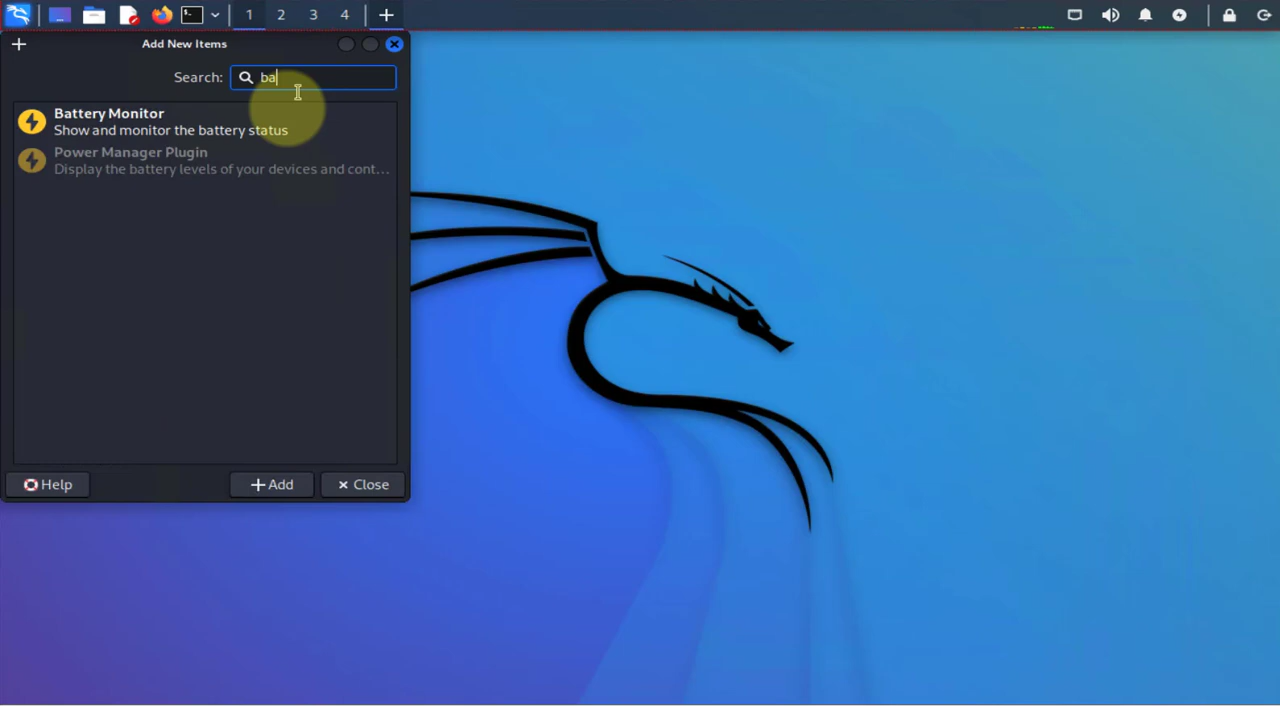 1 2 3 4
Add New Items
Search: ba
Battery Monitor
Show and monitor the battery status
Power Manager Plugin
Display the battery levels of your devices and cont...
Help Add Close